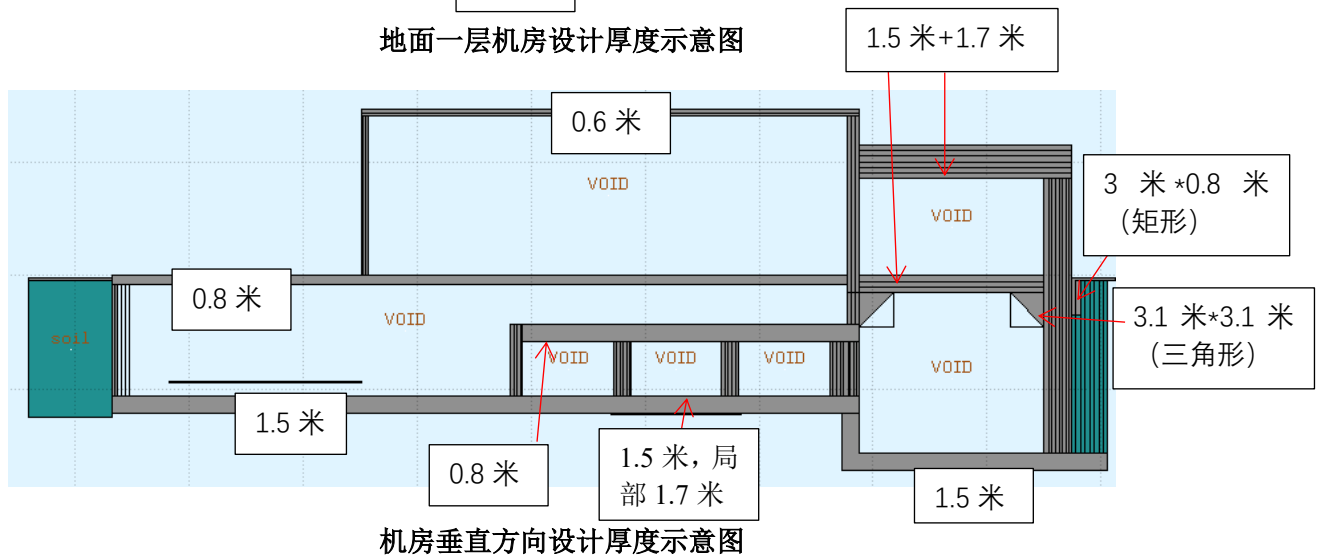 地面一层机房设计厚度示意图
1.5 米+1.7 米
0.6 米
VOID
VOID
3 米*0.8 米
（矩形）
0.8 米
VOID
soil
3.1 米*3.1 米
（三角形）
VOID
VOID
VOID
VOID
1.5 米
0.8 米
1.5 米，局
部 1.7 米
1.5 米
机房垂直方向设计厚度示意图